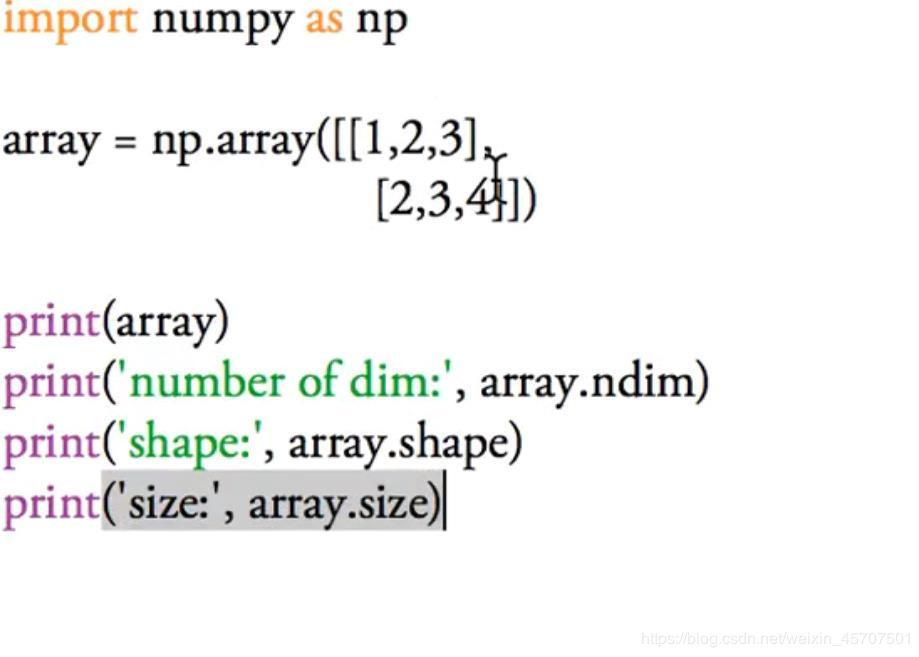 import numpy as np
array = np.array([[1,2,3],
[2,3,4]])
print(array)
print('number of dim:', array.ndim)
print('shape:', array.shape)
print('size:', array.size)
https://blog.csdn.net/weixin_45707501